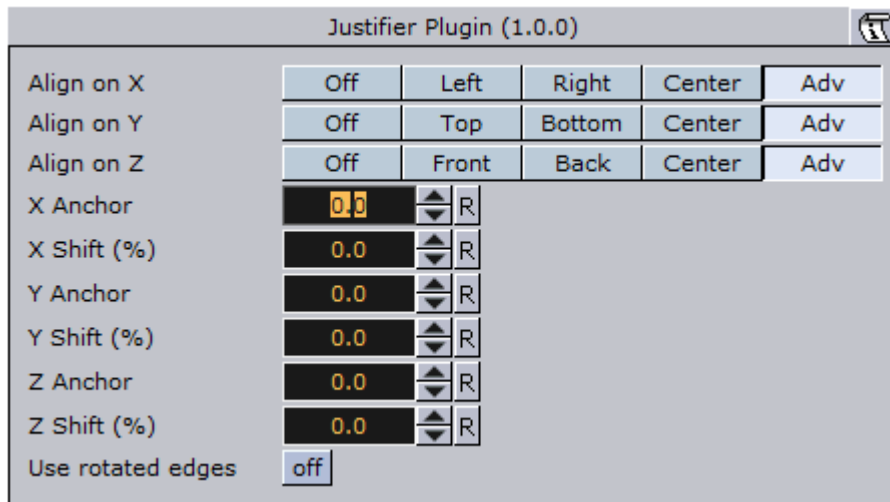 Justifier Plugin (1.0.0)
Align on X Off Left Right Center Adv
Align on Y Off Top Bottom Center Adv
Align on Z Off Front Back Center Adv
X Anchor 0.0 R
X Shift (%) 0.0 R
Y Anchor 0.0 R
Y Shift (%) 0.0 R
Z Anchor 0.0 R
Z Shift (%) 0.0 R
Use rotated edges off